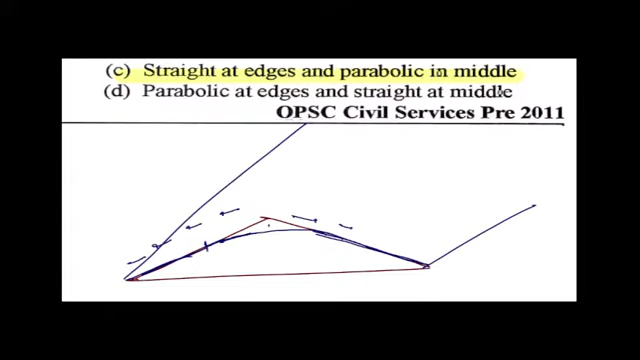 (c) Straight at edges and parabolic in middle
(d) Parabolic at edges and straight at middle
OPSC Civil Services Pre 2011